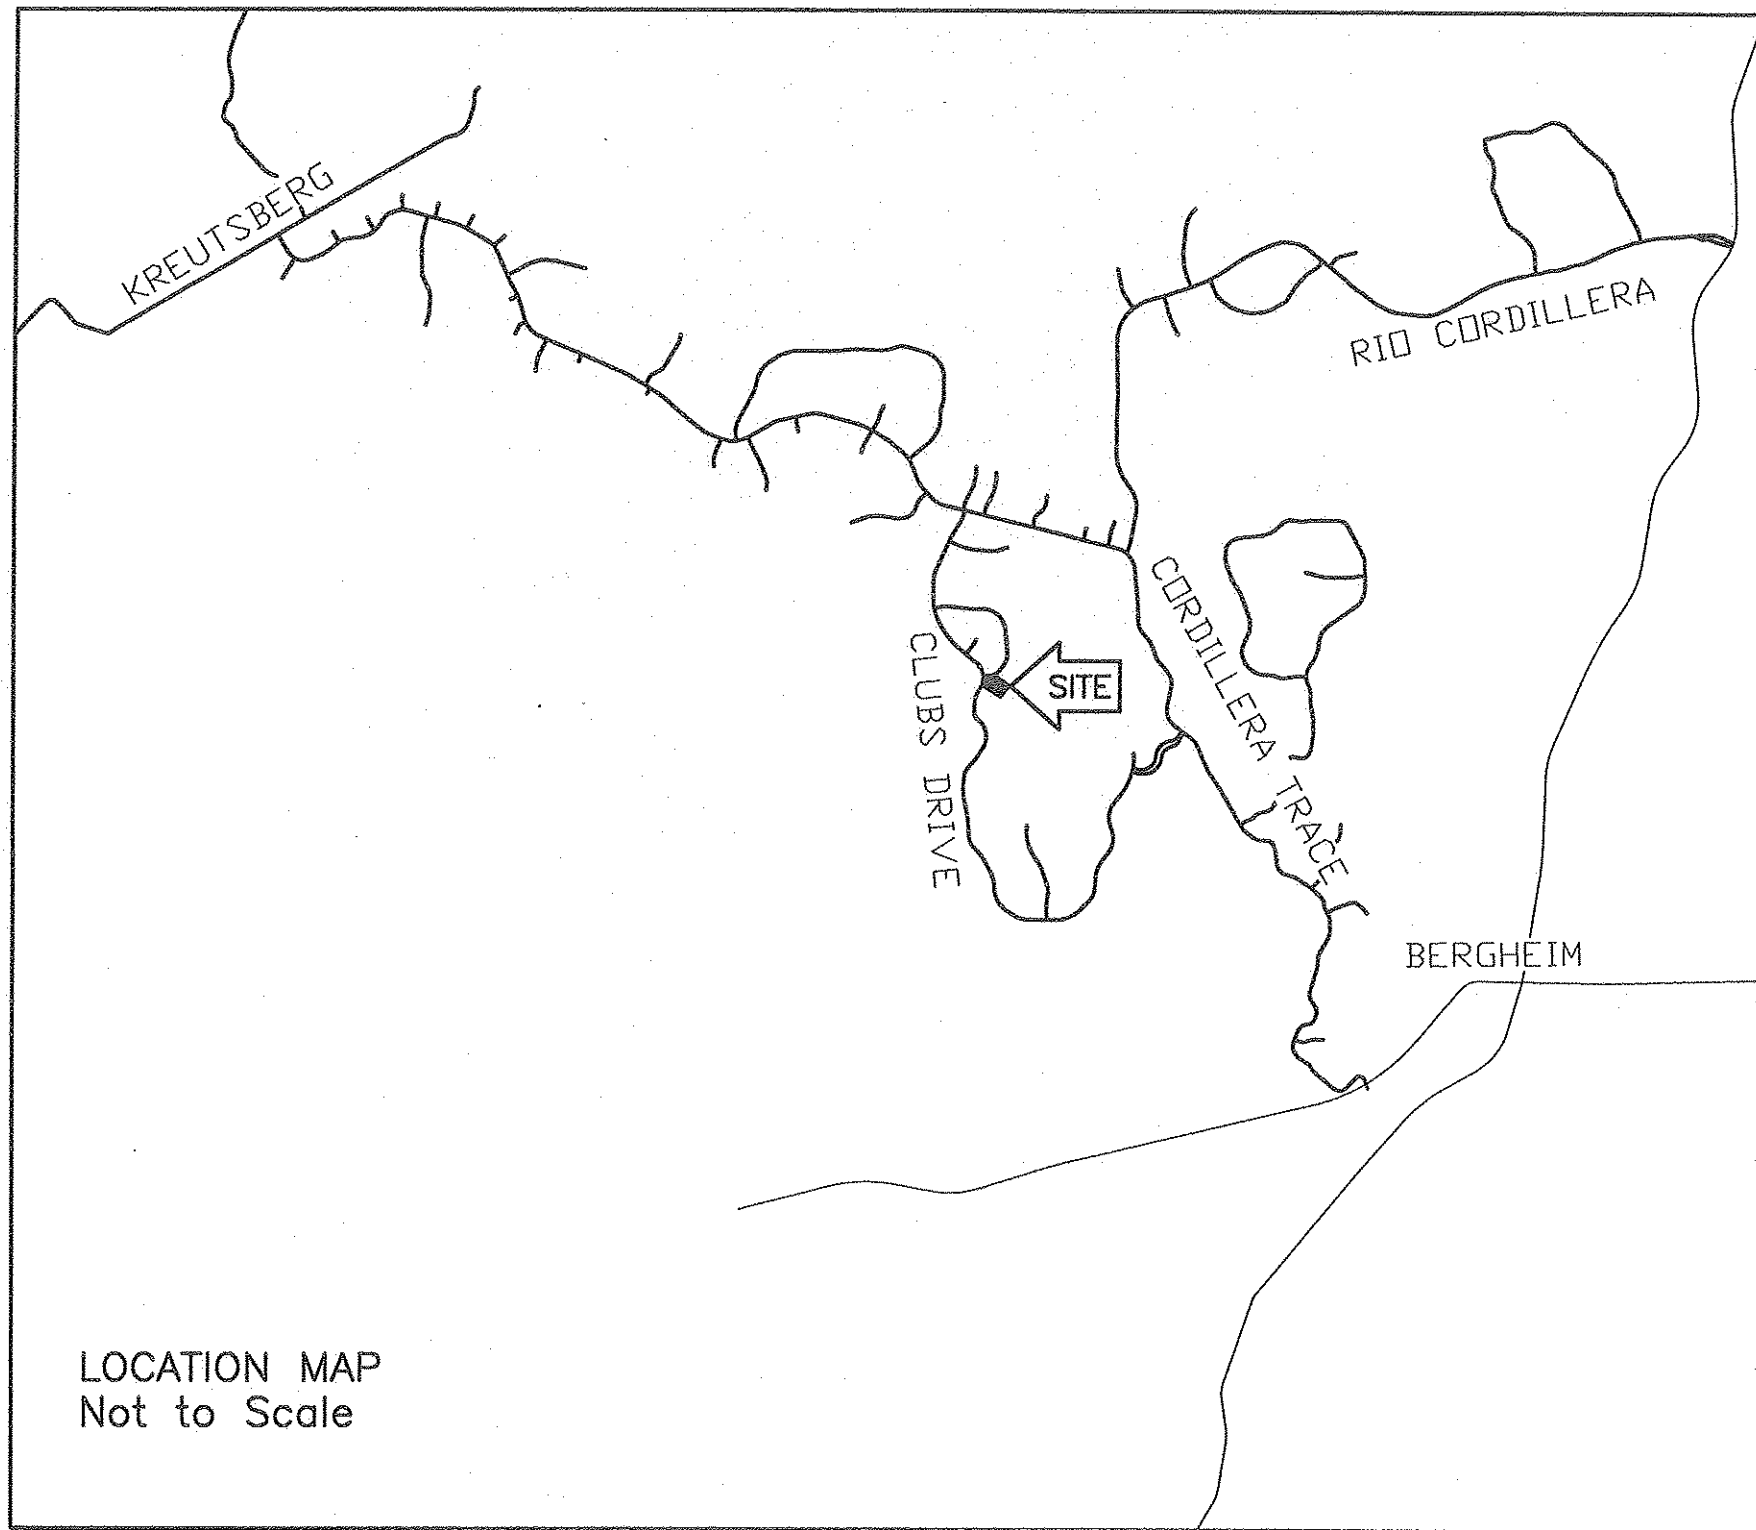 KREUTSBERG
RIO CORDILLERA
CORDILLERA TRACE
CLUBS DRIVE
SITE
BERGHEIM
LOCATION MAP
Not to Scale